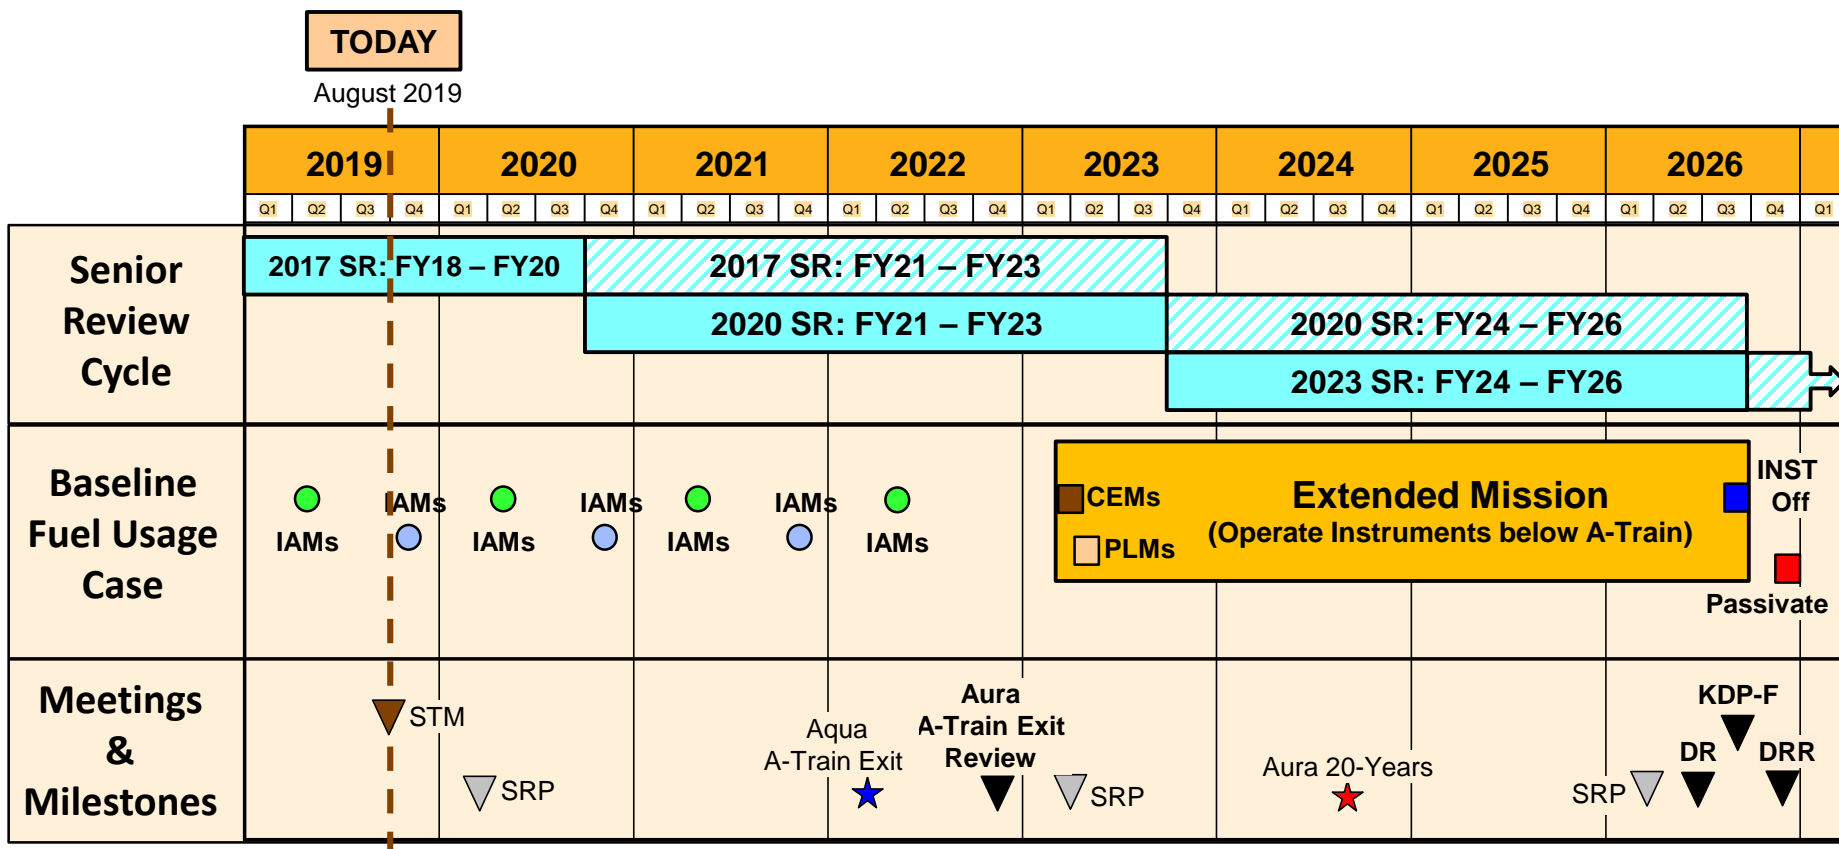 TODAY
August 2019
2019 2020 2021 2022 2023 2024 2025 2026
Q1 Q2 Q3 Q4 Q1 Q2 Q3 Q4 Q1 Q2 Q3 Q4 Q1 Q2 Q3 Q4 Q1 Q2 Q3 Q4 Q1 Q2 Q3 Q4 Q1 Q2 Q3 Q4 Q1 Q2 Q3 Q4 Q1
Senior
Review
Cycle
2017 SR: FY18 – FY20
2017 SR: FY21 – FY23
2020 SR: FY21 – FY23
2020 SR: FY24 – FY26
2023 SR: FY24 – FY26
Baseline
Fuel Usage
Case
IAMs
IAMs
IAMs
IAMs
IAMs
IAMs
IAMs
CEMs
PLMs
Extended Mission
(Operate Instruments below A-Train)
INST
Off
Passivate
Meetings
&
Milestones
STM
SRP
Aqua
A-Train Exit
Aura
A-Train Exit
Review
SRP
Aura 20-Years
SRP
KDP-F
DR
DRR